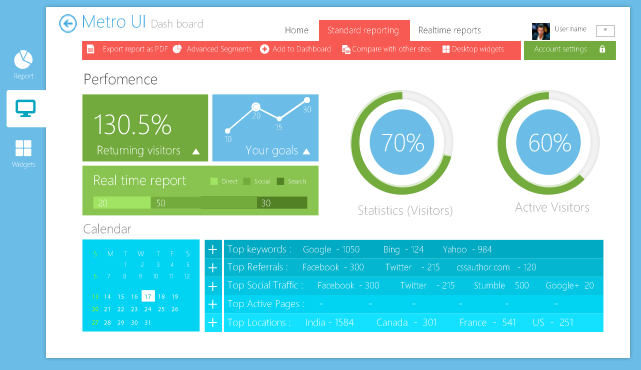 Metro UI Dash board
Home Standard reporting Realtime reports User name
Export report as PDF Advanced Segments Add to Dashboard Compare with other sites Desktop widgets Account settings
Report
Widgets
Perfomence
130.5%
Returning visitors
10 20 15 30
Your goals
70%
Statistics (Visitors)
60%
Active Visitors
Real time report Direct Social Search
20 50 30
Calendar
S M T W T F S
1 2 3 4 5
6 7 8 9 10 11 12
13 14 15 16 17 18 19
20 21 22 23 24 25 26
27 28 29 30 31
Top keywords : Google - 1050 Bing - 124 Yahoo - 984
Top Referrals : Facebook - 300 Twitter - 215 cssauthor.com - 120
Top Social Traffic : Facebook - 300 Twitter - 215 Stumble 500 Google+ 20
Top Active Pages : - - - - -
Top Locations : India - 1584 Canada - 301 France - 541 US - 251